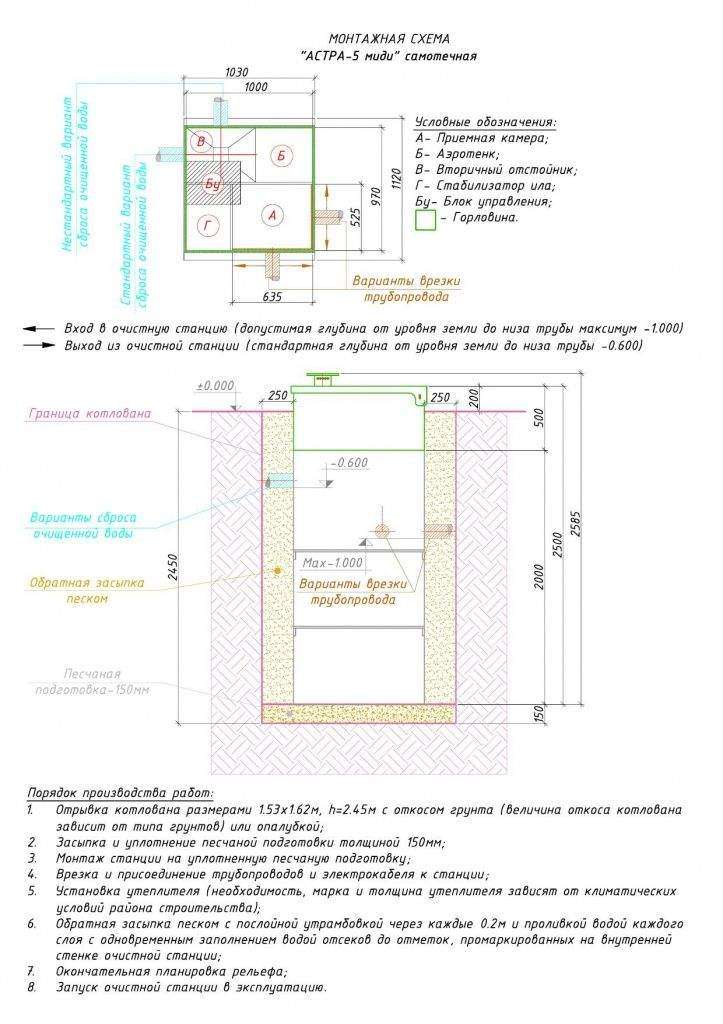 МОНТАЖНАЯ СХЕМА
"АСТРА-5 миди" самотечная
1030
1000
Нестандартный вариант
сброса очищенной воды
Стандартный вариант
сброса очищенной воды
В
Б
Бу
А
Г
525
970
1120
635
Условные обозначения:
А- Приемная камера;
Б- Аэротенк;
В- Вторичный отстойник;
Г- Стабилизатор ила;
Бу- Блок управления;
- Горловина.
Варианты врезки
трубопровода
Вход в очистную станцию (допустимая глубина от уровня земли до низа трубы максимум -1.000)
Выход из очистной станции (стандартная глубина от уровня земли до низа трубы -0.600)
±0.000
250
250
200
500
Граница котлована
-0.600
Варианты сброса
очищенной воды
2450
Max-1.000
Варианты врезки
трубопровода
Обратная засыпка
песком
2000
2500
2585
Песчаная
подготовка-150мм
150
Порядок производства работ:
1. Отрывка котлована размерами 1.53х1.62м, h=2.45м с откосом грунта (величина откоса котлована
зависит от типа грунтов) или опалубкой;
2. Засыпка и уплотнение песчаной подготовки толщиной 150мм;
3. Монтаж станции на уплотненную песчаную подготовку;
4. Врезка и присоединение трубопроводов и электрокабеля к станции;
5. Установка утеплителя (необходимость, марка и толщина утеплителя зависят от климатических
условий района строительства);
6. Обратная засыпка песком с послойной утрамбовкой через каждые 0.2м и проливкой водой каждого
слоя с одновременным заполнением водой отсеков до отметок, промаркированных на внутренней
стенке очистной станции;
7. Окончательная планировка рельефа;
8. Запуск очистной станции в эксплуатацию.